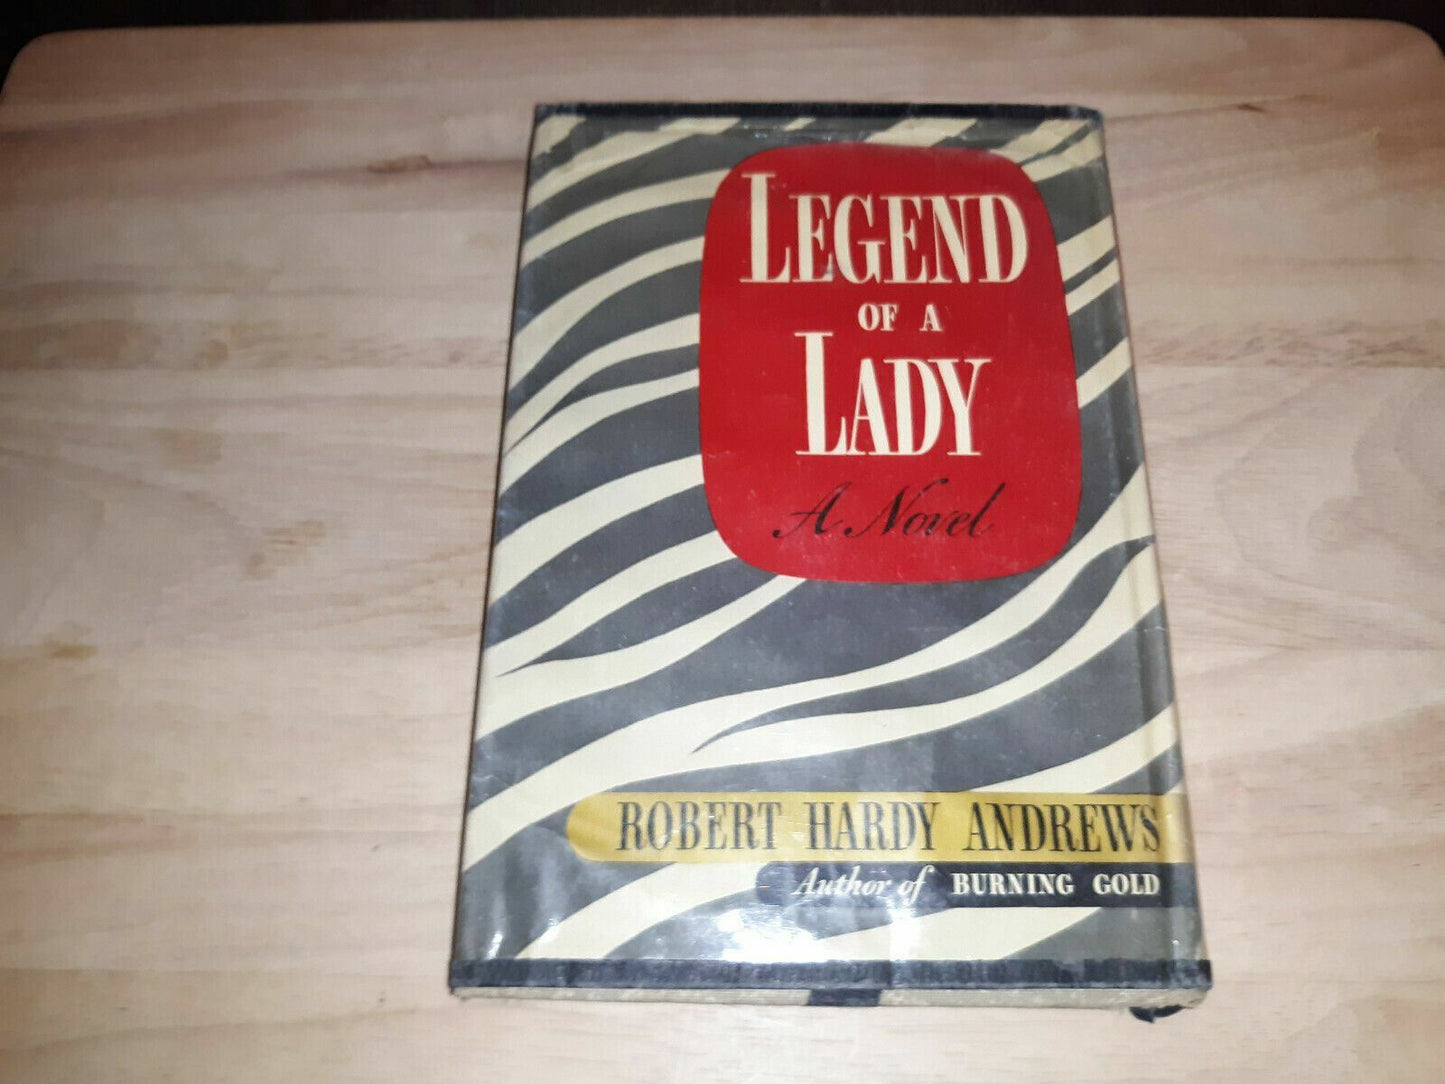 LEGEND
OF A
LADY
A Novel
ROBERT HARDY ANDREWS
Author of BURNING GOLD